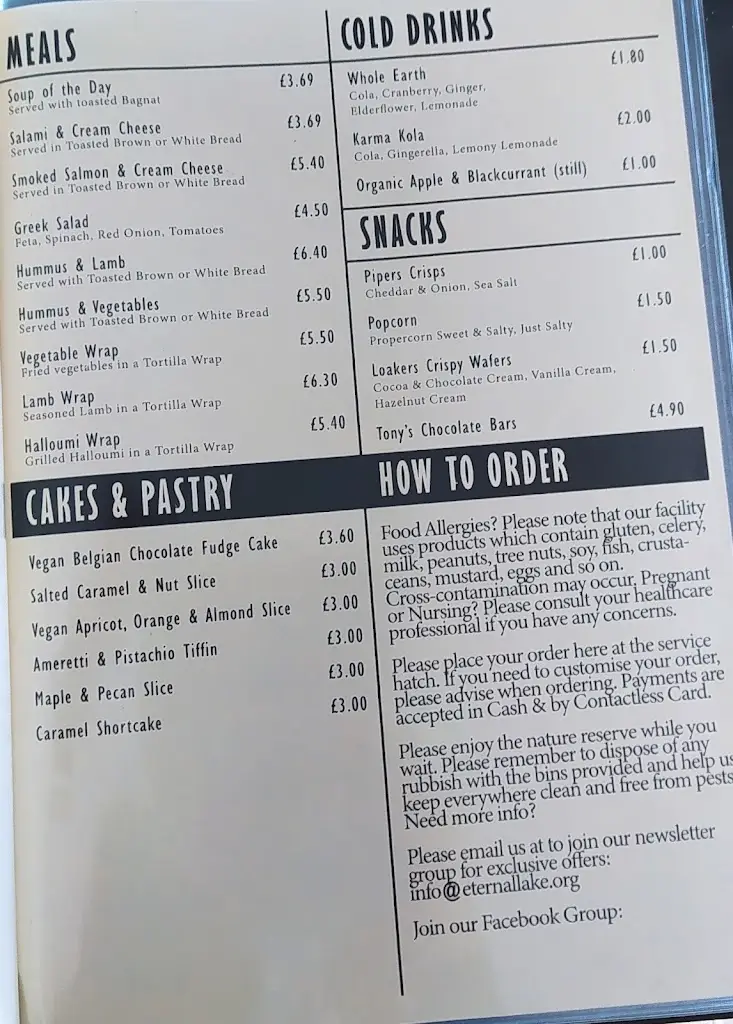 MEALS
Soup of the Day £3.69
Served with toasted Bagnat
Salami & Cream Cheese £3.69
Served in Toasted Brown or White Bread
Smoked Salmon & Cream Cheese £5.40
Served in Toasted Brown or White Bread
Greek Salad £4.50
Feta, Spinach, Red Onion, Tomatoes
Hummus & Lamb £6.40
Served with Toasted Brown or White Bread
Hummus & Vegetables £5.50
Served with Toasted Brown or White Bread
Vegetable Wrap £5.50
Fried vegetables in a Tortilla Wrap
Lamb Wrap £6.30
Seasoned Lamb in a Tortilla Wrap
Halloumi Wrap £5.40
Grilled Halloumi in a Tortilla Wrap
CAKES & PASTRY
Vegan Belgian Chocolate Fudge Cake £3.60
Salted Caramel & Nut Slice £3.00
Vegan Apricot, Orange & Almond Slice £3.00
Ameretti & Pistachio Tiffin £3.00
Maple & Pecan Slice £3.00
Caramel Shortcake £3.00
COLD DRINKS
Whole Earth £1.80
Cola, Cranberry, Ginger,
Elderflower, Lemonade
Karma Kola £2.00
Cola, Gingerella, Lemony Lemonade
Organic Apple & Blackcurrant (still) £1.00
SNACKS
Pipers Crisps £1.00
Cheddar & Onion, Sea Salt
Popcorn £1.50
Propercorn Sweet & Salty, Just Salty
Loakers Crispy Wafers £1.50
Cocoa & Chocolate Cream, Vanilla Cream,
Hazelnut Cream
Tony's Chocolate Bars £4.90
HOW TO ORDER
Food Allergies? Please note that our facility
uses products which contain gluten, celery,
milk, peanuts, tree nuts, soy, fish, crusta-
ceans, mustard, eggs and so on.
Cross-contamination may occur. Pregnant
or Nursing? Please consult your healthcare
professional if you have any concerns.
Please place your order here at the service
hatch. If you need to customise your order,
please advise when ordering. Payments are
accepted in Cash & by Contactless Card.
Please enjoy the nature reserve while you
wait. Please remember to dispose of any
rubbish with the bins provided and help us
keep everywhere clean and free from pests.
Need more info?
Please email us at to join our newsletter
group for exclusive offers:
info@eternallake.org
Join our Facebook Group: